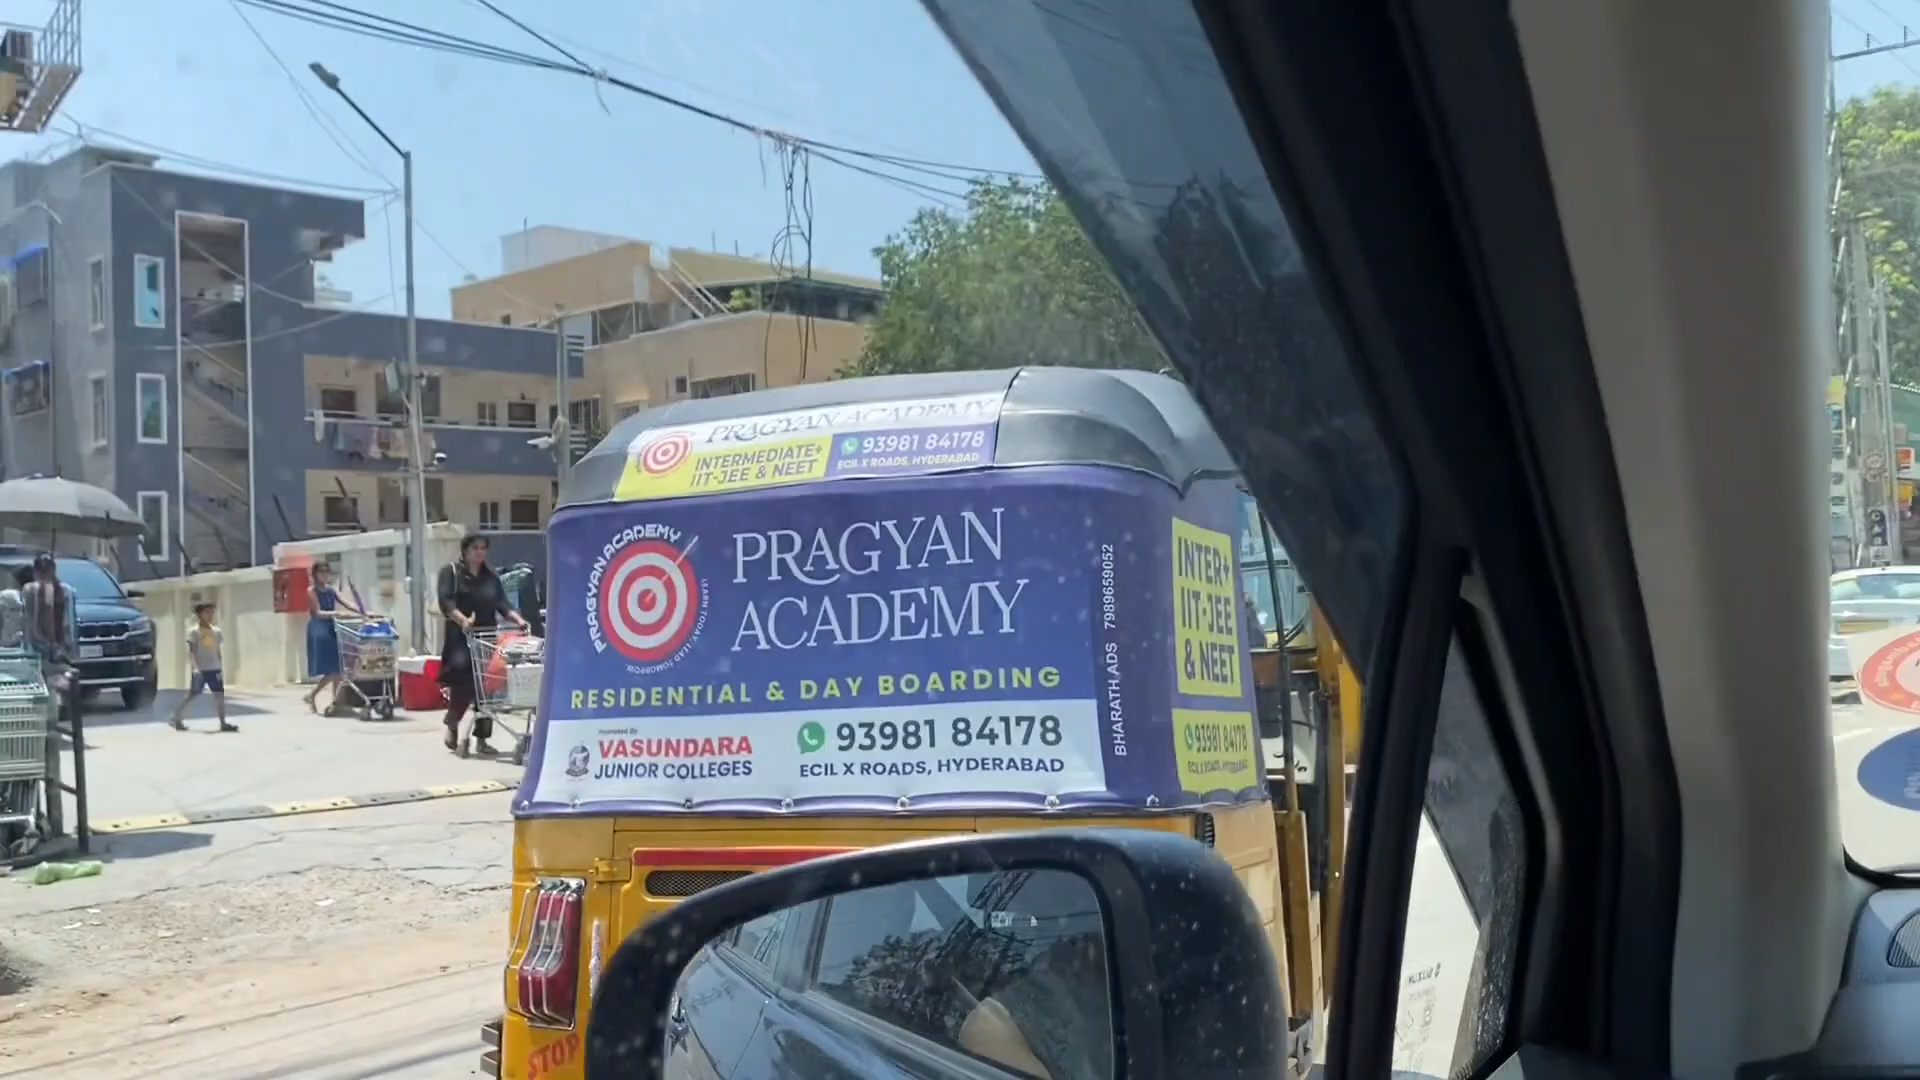 PRAGYAN ACADEMY
INTERMEDIATE+
IIT-JEE & NEET
93981 84178
ECIL X ROADS, HYDERABAD
PRAGYAN ACADEMY
LEARN TODAY, LEAD TOMORROW
PRAGYAN
ACADEMY
RESIDENTIAL & DAY BOARDING
Promoted By
VASUNDARA
JUNIOR COLLEGES
93981 84178
ECIL X ROADS, HYDERABAD
BHARATH ADS 7989659052
INTER+
IIT-JEE
& NEET
93981 84178
ECIL X ROADS, HYDERABAD
STOP